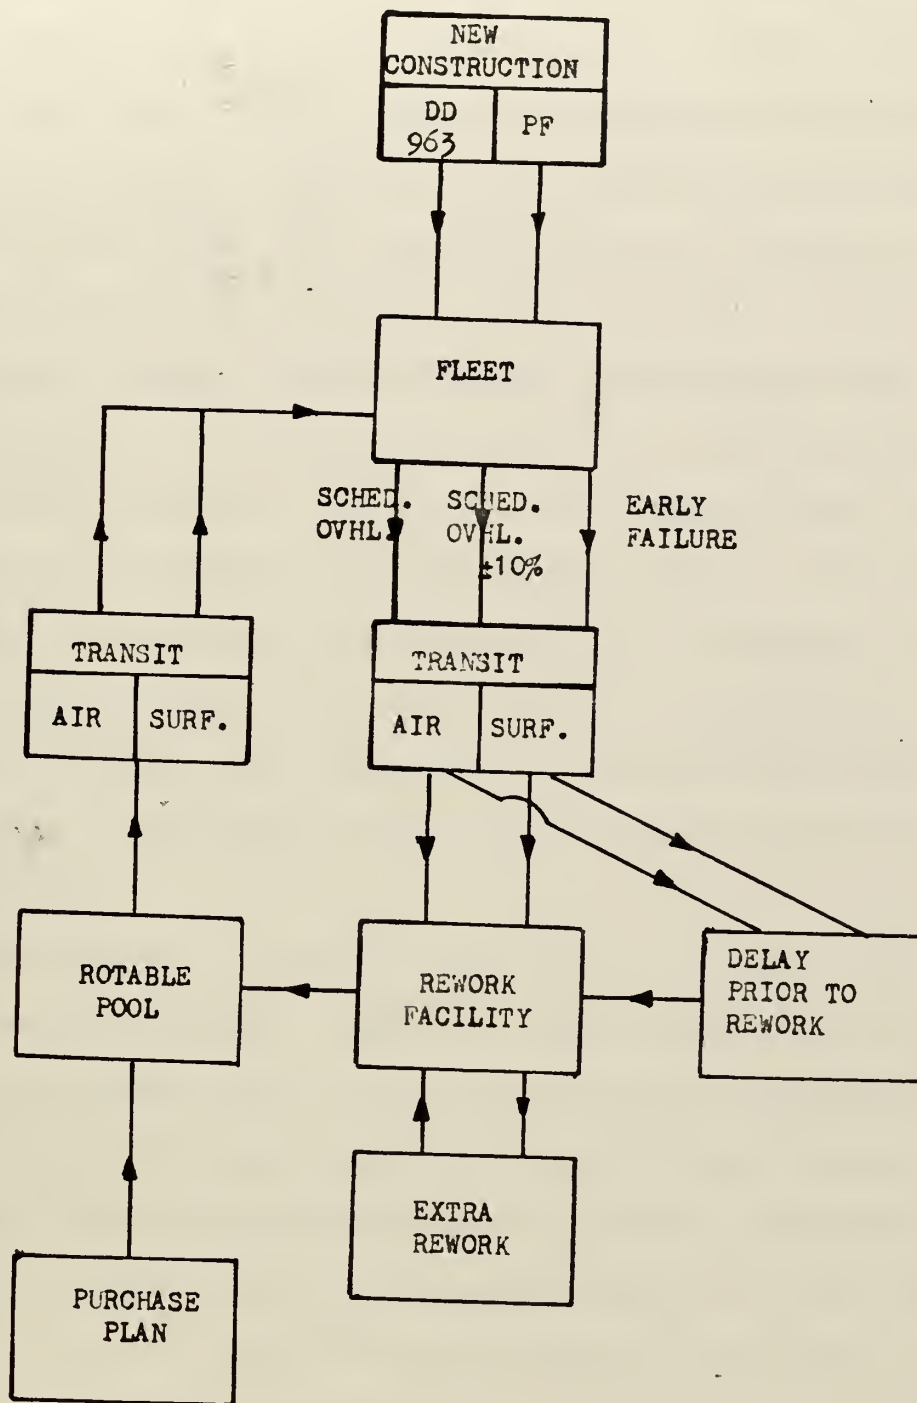 NEW
CONSTRUCTION
DD
963
PF
FLEET
SCHED.
OVHL.
SCHED.
OVHL.
±10%
EARLY
FAILURE
TRANSIT
AIR
SURF.
TRANSIT
AIR
SURF.
ROTABLE
POOL
REWORK
FACILITY
DELAY
PRIOR TO
REWORK
EXTRA
REWORK
PURCHASE
PLAN